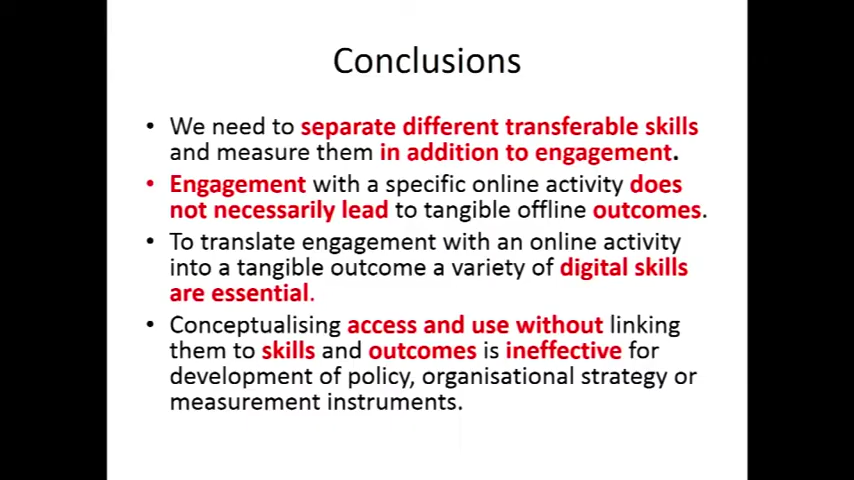 Conclusions
• We need to separate different transferable skills
and measure them in addition to engagement.
• Engagement with a specific online activity does
not necessarily lead to tangible offline outcomes.
• To translate engagement with an online activity
into a tangible outcome a variety of digital skills
are essential.
• Conceptualising access and use without linking
them to skills and outcomes is ineffective for
development of policy, organisational strategy or
measurement instruments.